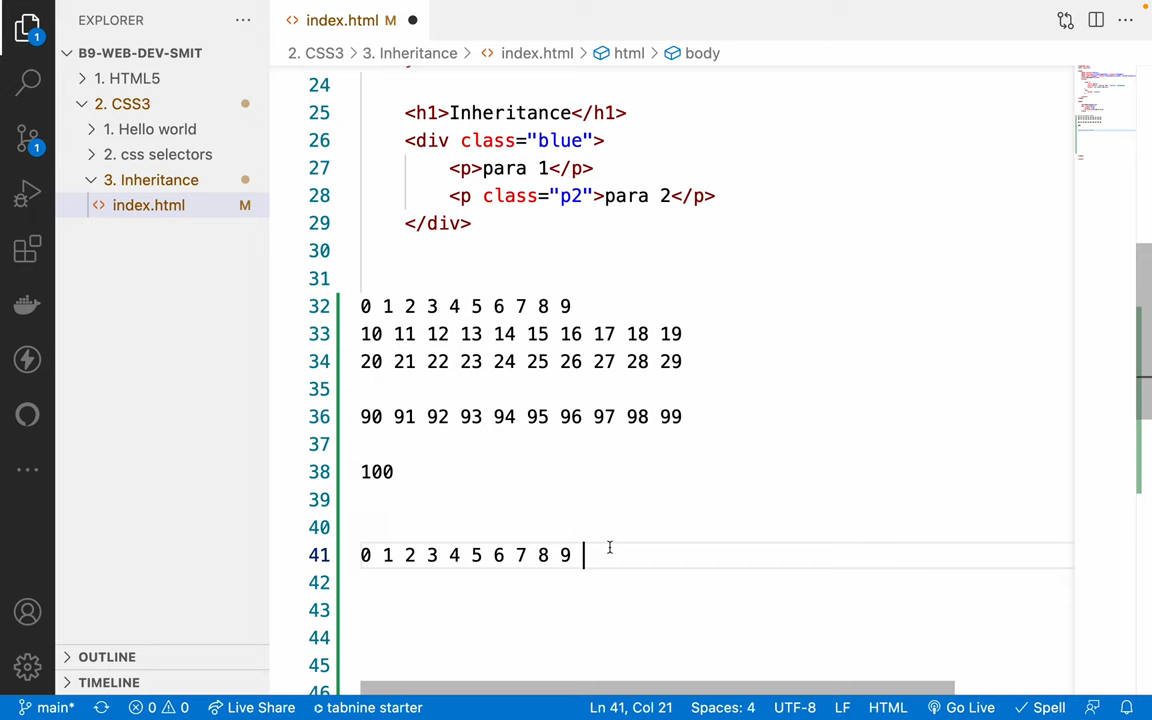 EXPLORER
index.html M
B9-WEB-DEV-SMIT
1. HTML5
2. CSS3
1. Hello world
2. css selectors
3. Inheritance
index.html M
OUTLINE
TIMELINE
1
1
2. CSS3 > 3. Inheritance > index.html > html > body
24
25 <h1>Inheritance</h1>
26 <div class="blue">
27 <p>para 1</p>
28 <p class="p2">para 2</p>
29 </div>
30
31
32 0 1 2 3 4 5 6 7 8 9
33 10 11 12 13 14 15 16 17 18 19
34 20 21 22 23 24 25 26 27 28 29
35
36 90 91 92 93 94 95 96 97 98 99
37
38 100
39
40
41 0 1 2 3 4 5 6 7 8 9
42
43
44
45
46
main* 0 0 Live Share tabnine starter Ln 41, Col 21 Spaces: 4 UTF-8 LF HTML Go Live Spell